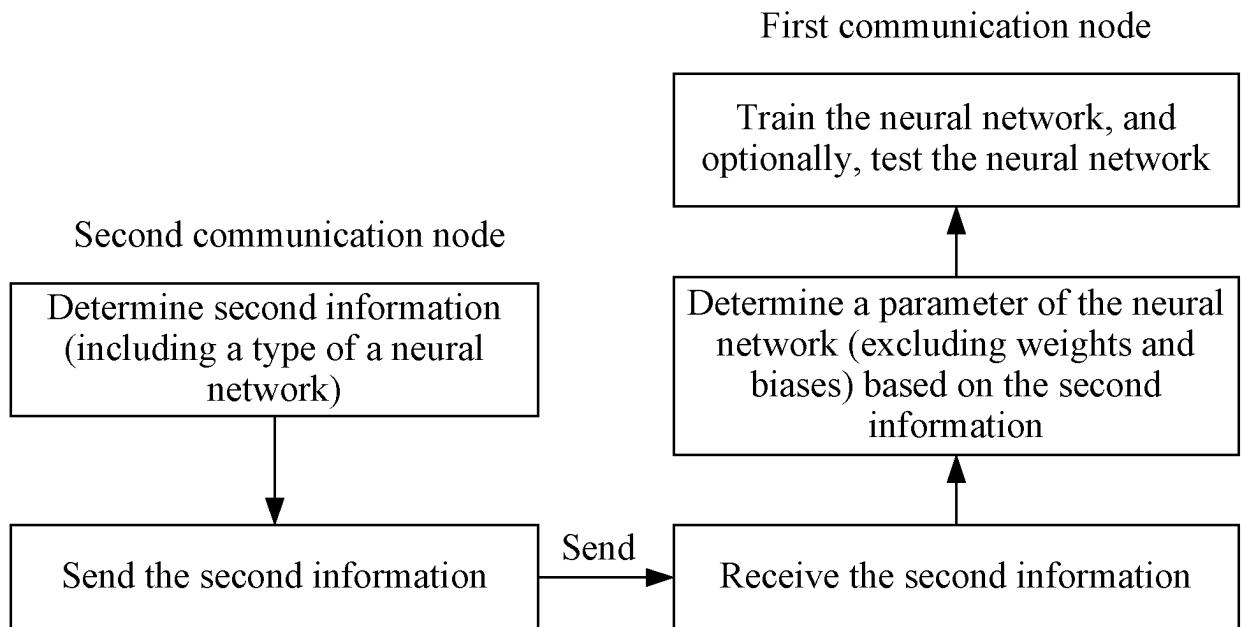 First communication node
Train the neural network, and
optionally, test the neural network
Second communication node
Determine second information
(including a type of a neural
network)
Determine a parameter of the neural
network (excluding weights and
biases) based on the second
information
Send the second information
Send
Receive the second information